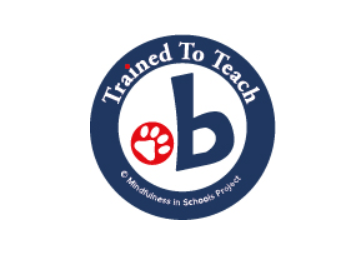 Trained To Teach
.b
© Mindfulness in Schools Project